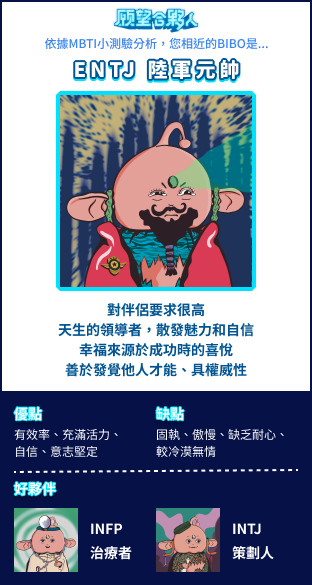 願望合夥人
依據MBTI小測驗分析，您相近的BIBO是...
ENTJ 陸軍元帥
對伴侶要求很高
天生的領導者，散發魅力和自信
幸福來源於成功時的喜悅
善於發覺他人才能、具權威性
優點
有效率、充滿活力、
自信、意志堅定
缺點
固執、傲慢、缺乏耐心、
較冷漠無情
好夥伴
INFP
治療者
INTJ
策劃人